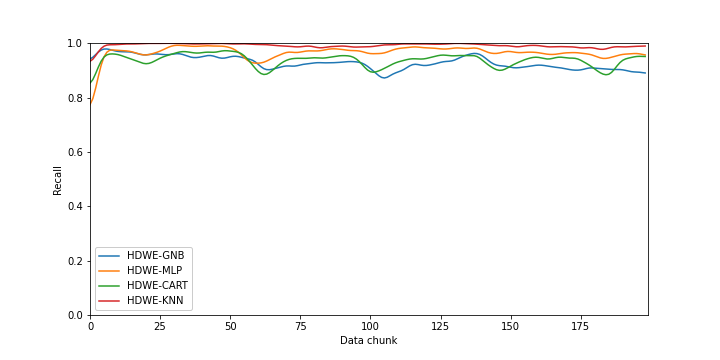 1.0
0.8
0.6
0.4
0.2
0.0
Recall
HDWE-GNB
HDWE-MLP
HDWE-CART
HDWE-KNN
0 25 50 75 100 125 150 175
Data chunk